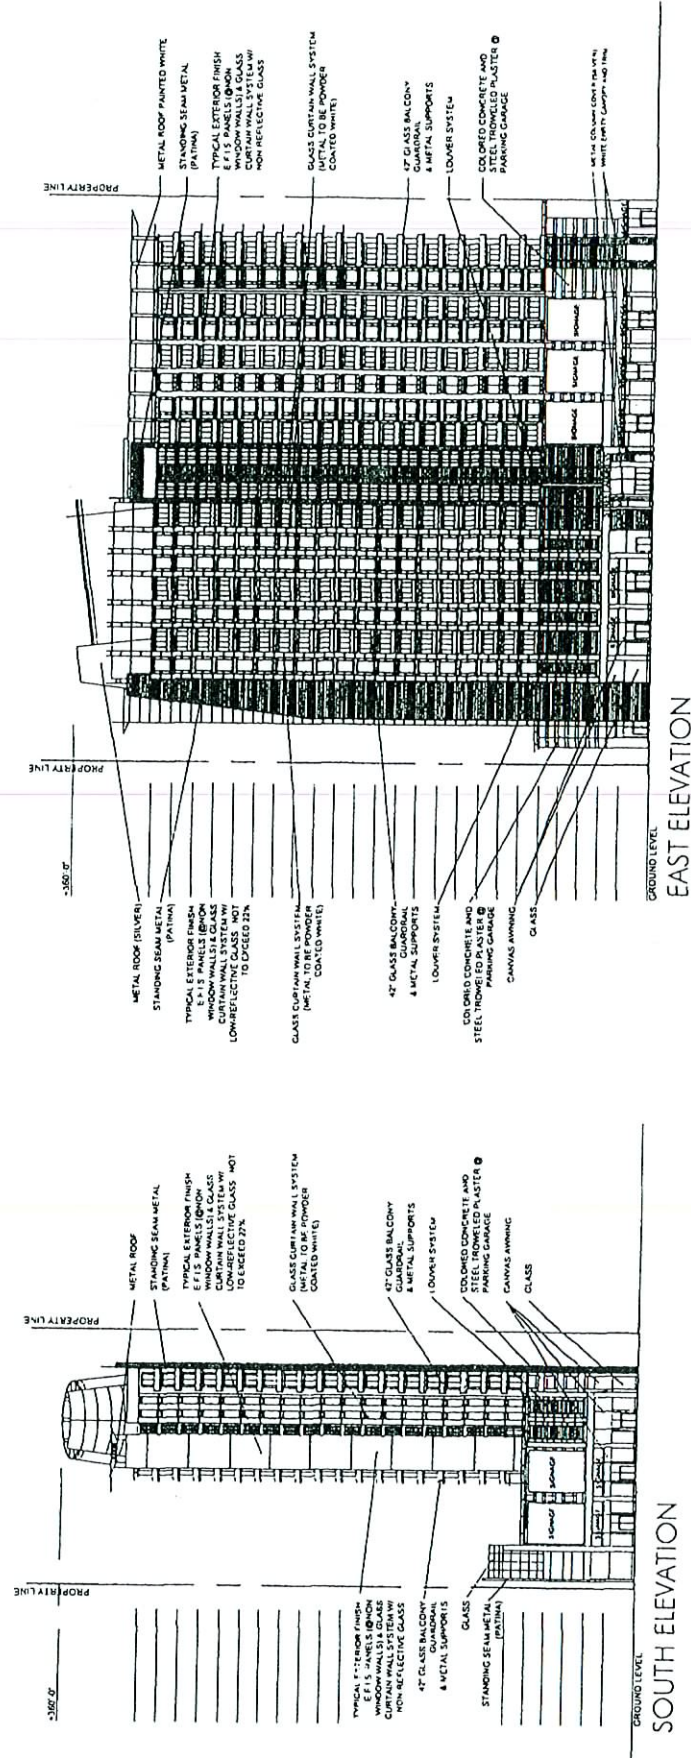 PROPERTY LINE
+360'-0"
TYPICAL EXTERIOR FINISH
E.F.I.S. PANELS (@NON
WINDOW WALLS) & GLASS
CURTAIN WALL SYSTEM W/
NON REFLECTIVE GLASS
42" GLASS BALCONY
GUARDRAIL
& METAL SUPPORTS
GLASS
STANDING SEAM METAL
(PATINA)
GROUND LEVEL
SIGNAGE
SIGNAGE
SIGNAGE
SIGNAGE
PROPERTY LINE
METAL ROOF
STANDING SEAM METAL
(PATINA)
TYPICAL EXTERIOR FINISH
E.F.I.S. PANELS (@NON
WINDOW WALLS) & GLASS
CURTAIN WALL SYSTEM W/
LOW-REFLECTIVE GLASS NOT
TO EXCEED 22%
GLASS CURTAIN WALL SYSTEM
(METAL TO BE POWDER
COATED WHITE)
42" GLASS BALCONY
GUARDRAIL
& METAL SUPPORTS
LOUVER SYSTEM
COLORED CONCRETE AND
STEEL TROWELED PLASTER @
PARKING GARAGE
CANVAS AWNING
GLASS
SOUTH ELEVATION
PROPERTY LINE
+360'-0"
METAL ROOF (SILVER)
STANDING SEAM METAL
(PATINA)
TYPICAL EXTERIOR FINISH
E.F.I.S. PANELS (@NON
WINDOW WALLS) & GLASS
CURTAIN WALL SYSTEM W/
LOW-REFLECTIVE GLASS NOT
TO EXCEED 22%
GLASS CURTAIN WALL SYSTEM
(METAL TO BE POWDER
COATED WHITE)
42" GLASS BALCONY
GUARDRAIL
& METAL SUPPORTS
LOUVER SYSTEM
COLORED CONCRETE AND
STEEL TROWELED PLASTER @
PARKING GARAGE
CANVAS AWNING
GLASS
GROUND LEVEL
SIGNAGE
SIGNAGE
SIGNAGE
PROPERTY LINE
METAL ROOF PAINTED WHITE
STANDING SEAM METAL
(PATINA)
TYPICAL EXTERIOR FINISH
E.F.I.S. PANELS (@NON
WINDOW WALLS) & GLASS
CURTAIN WALL SYSTEM W/
NON REFLECTIVE GLASS
GLASS CURTAIN WALL SYSTEM
(METAL TO BE POWDER
COATED WHITE)
42" GLASS BALCONY
GUARDRAIL
& METAL SUPPORTS
LOUVER SYSTEM
COLORED CONCRETE AND
STEEL TROWELED PLASTER @
PARKING GARAGE
METAL COLUMN COVER (SILVER)
WHITE ENTRY CANOPY AND TRIM
EAST ELEVATION